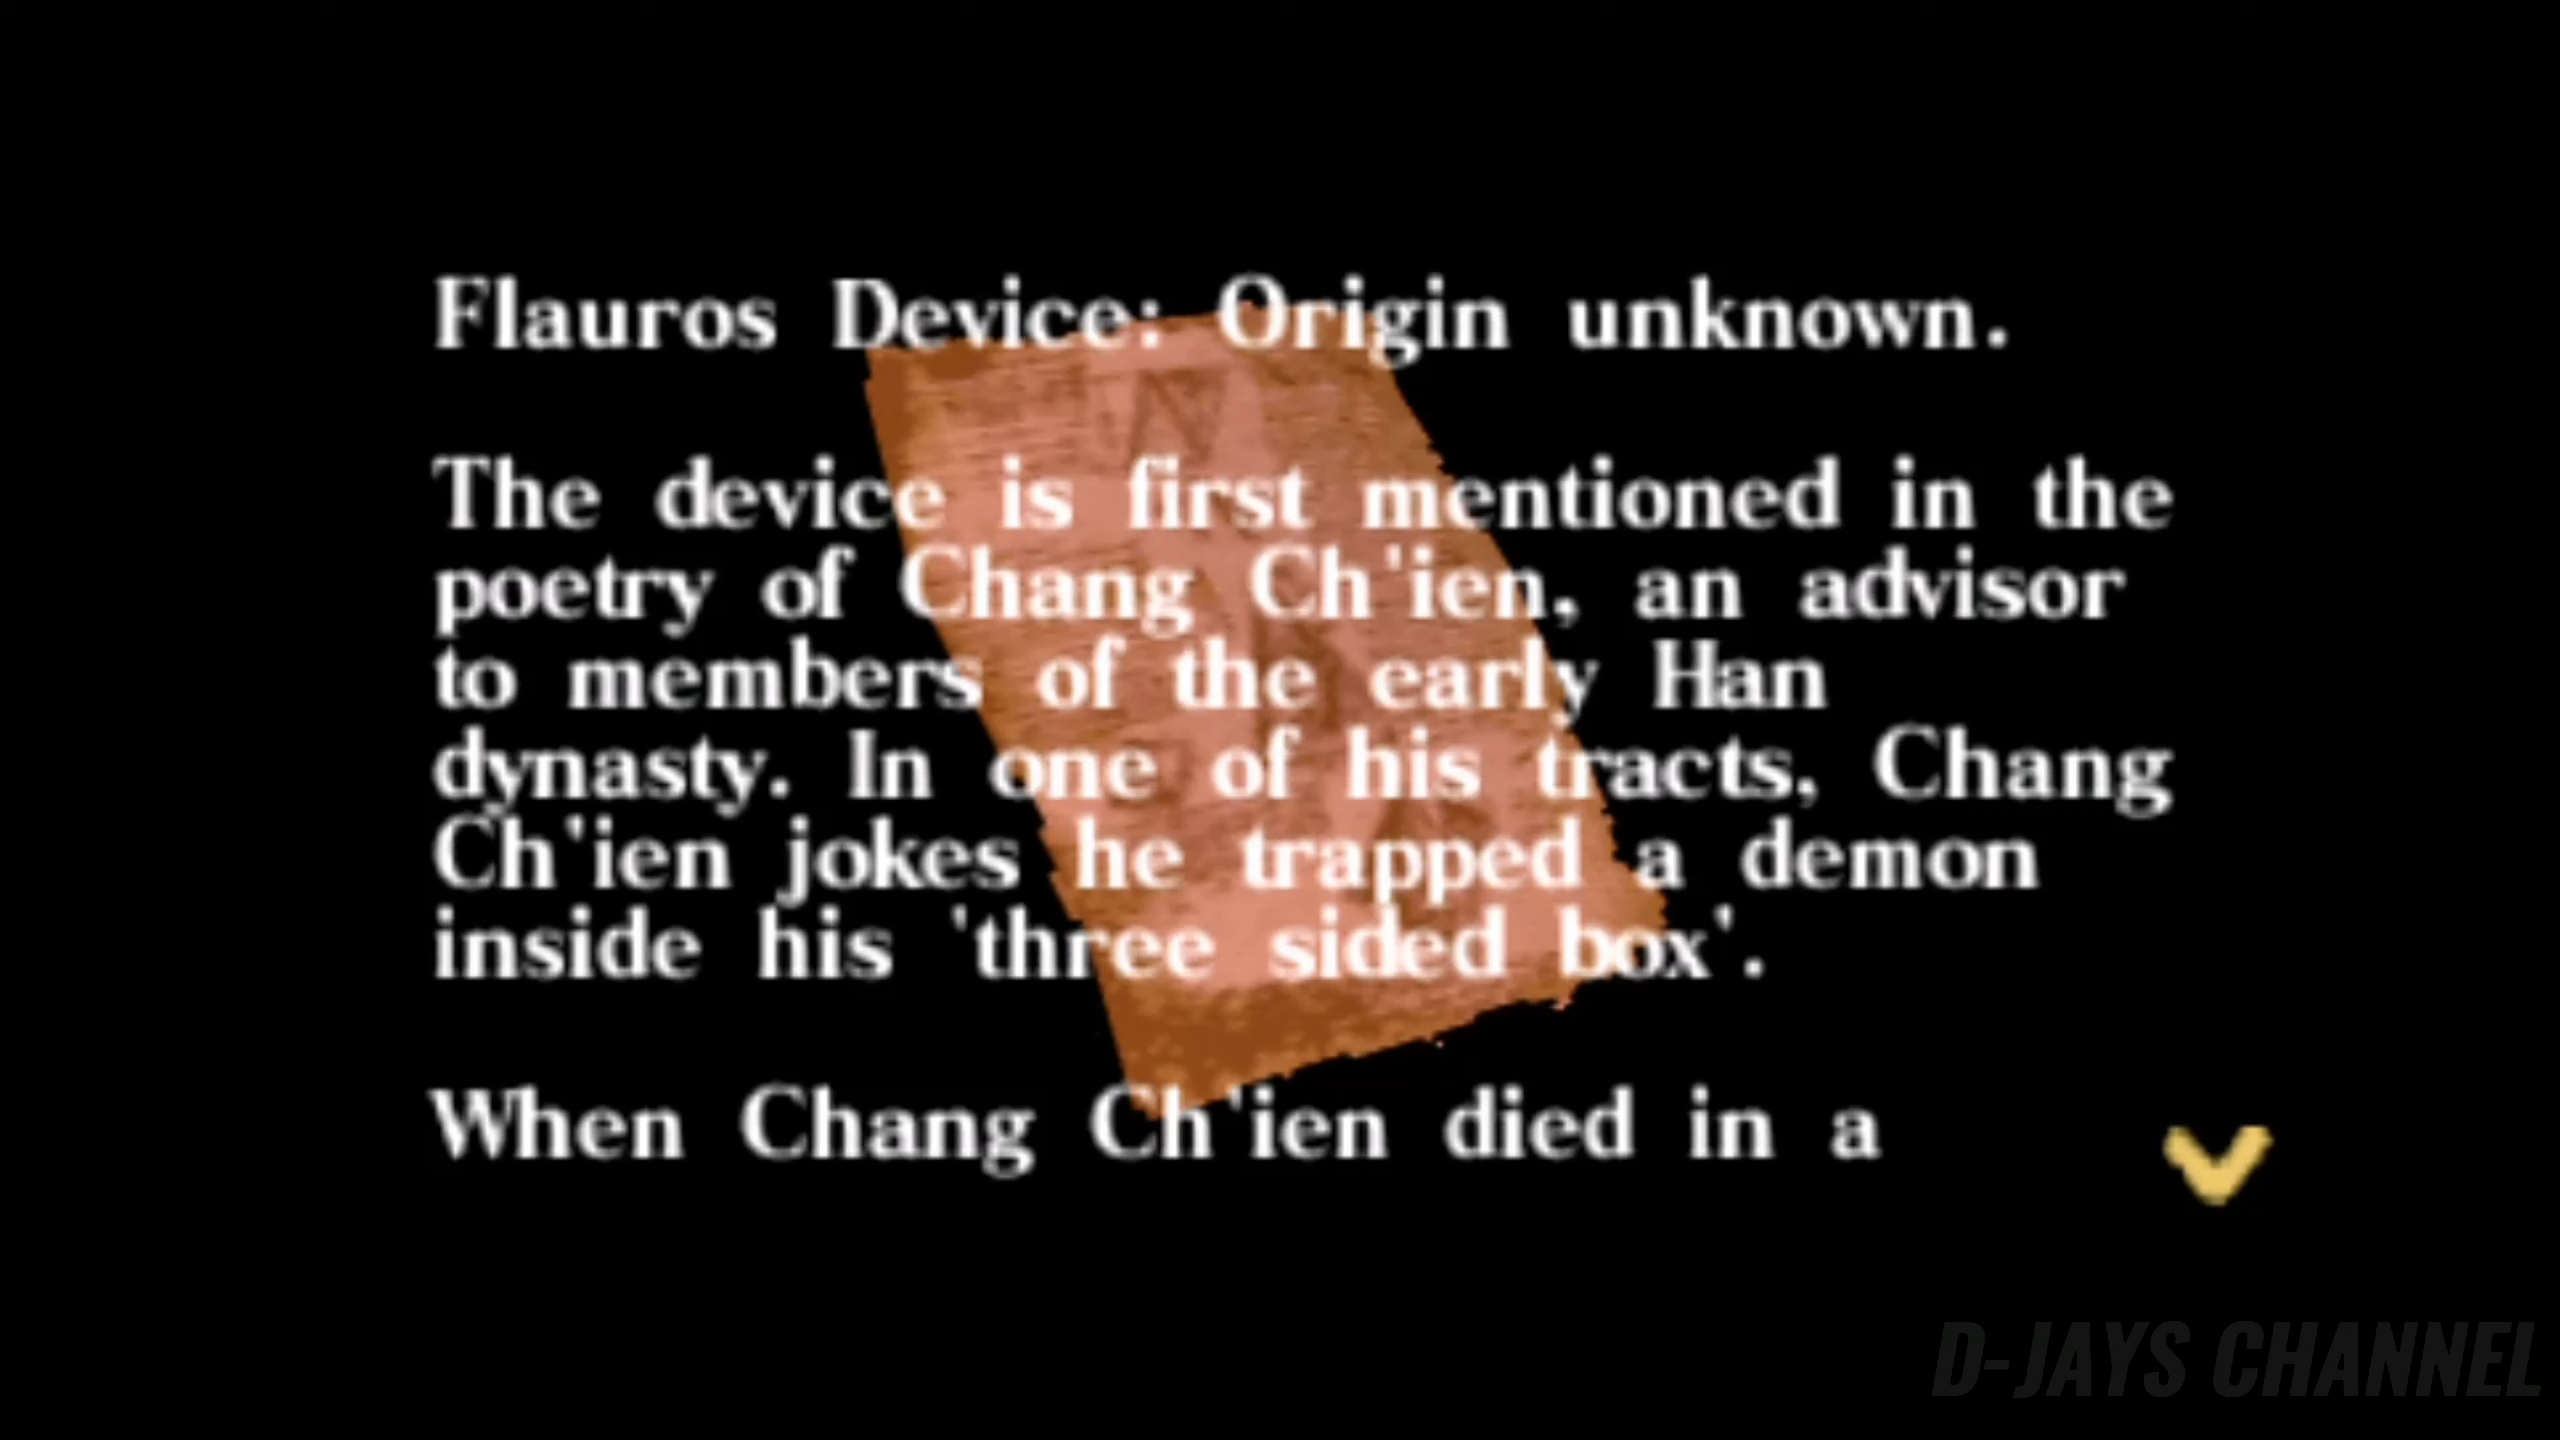 Flauros Device: Origin unknown.
The device is first mentioned in the
poetry of Chang Ch'ien, an advisor
to members of the early Han
dynasty. In one of his tracts, Chang
Ch'ien jokes he trapped a demon
inside his 'three sided box'.
When Chang Ch'ien died in a
D-JAYS CHANNEL